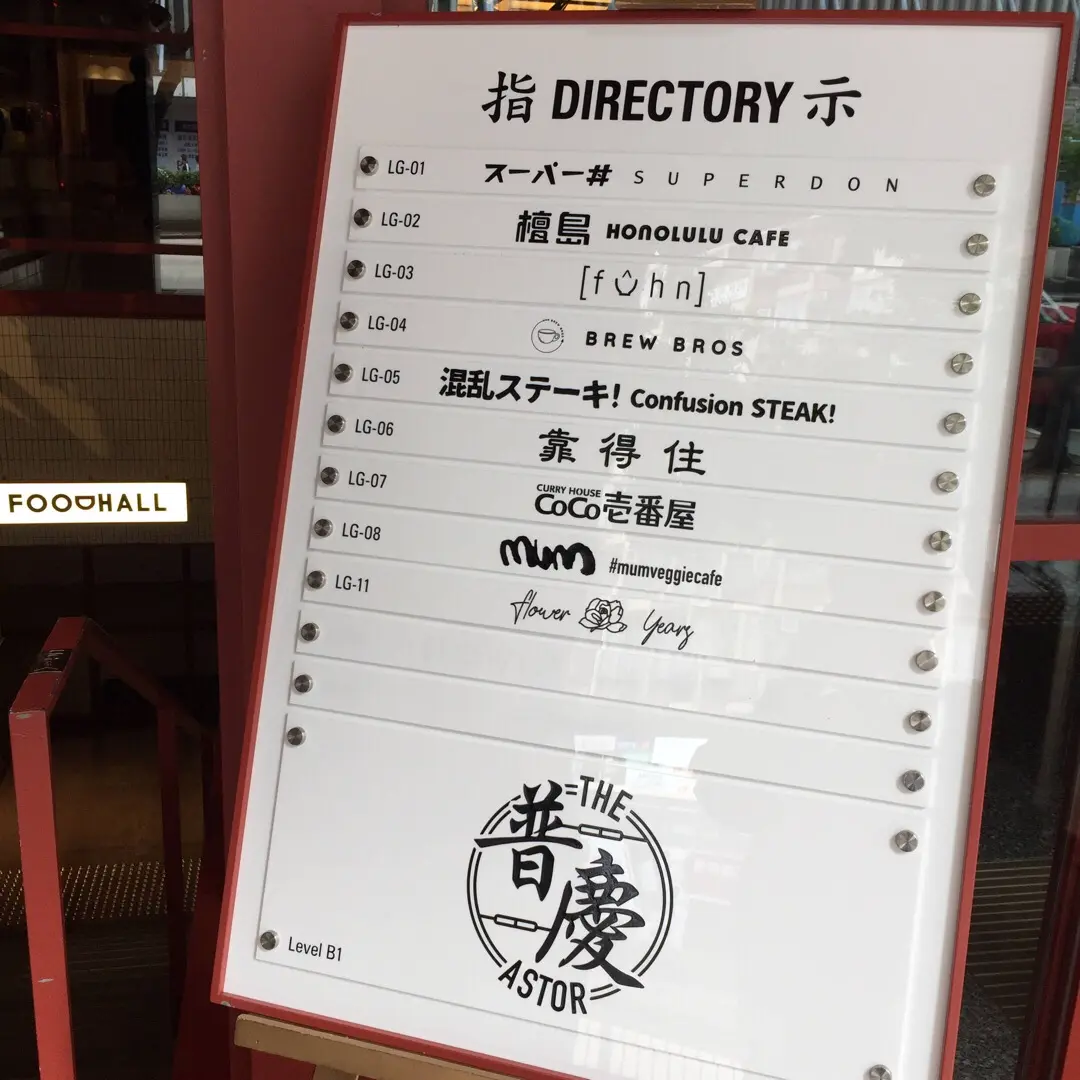 指 DIRECTORY 示
LG-01 スーパー丼 SUPERDON
LG-02 檀島 HONOLULU CAFE
LG-03 [fühn]
LG-04 BREW BROS
LG-05 混乱ステーキ! Confusion STEAK!
LG-06 靠得住
LG-07 CURRY HOUSE CoCo壱番屋
LG-08 mum #mumveggiecafe
LG-11 flower Years
THE
普慶
ASTOR
Level B1
FOODHALL